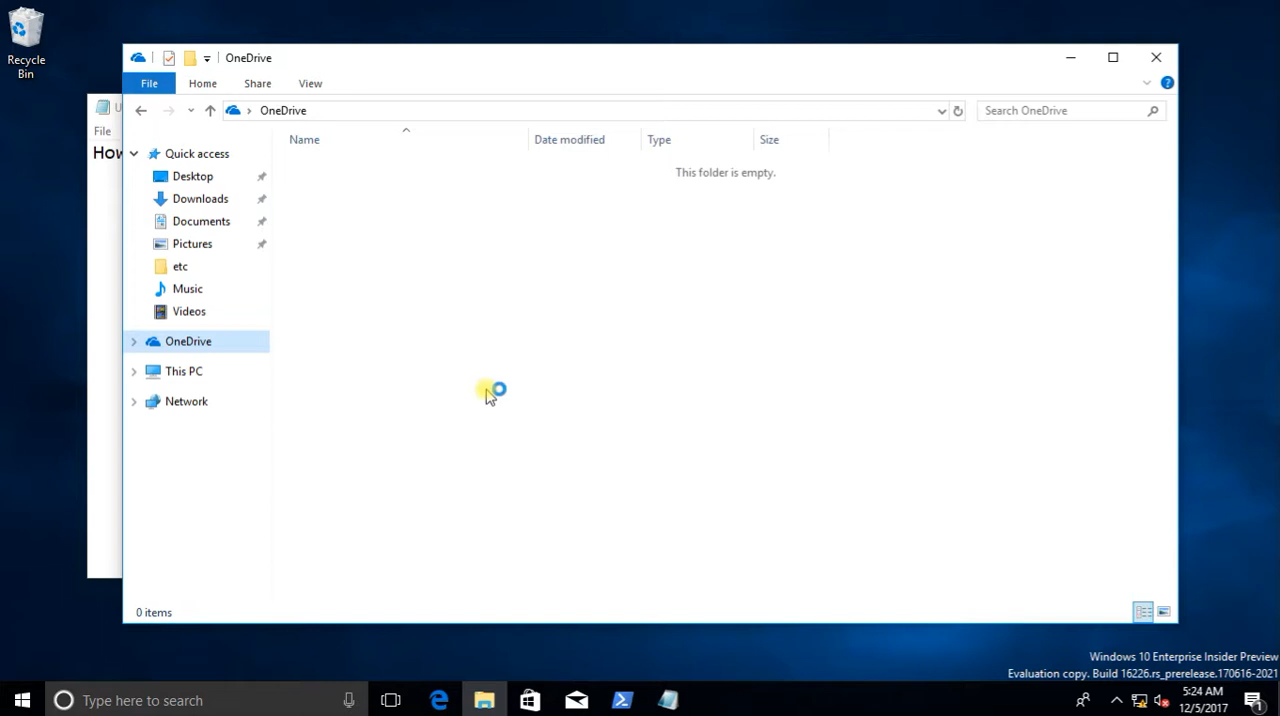 Recycle
Bin
OneDrive
File Home Share View
OneDrive
Search OneDrive
File
How
Name Date modified Type Size
This folder is empty.
Quick access
Desktop
Downloads
Documents
Pictures
etc
Music
Videos
OneDrive
This PC
Network
0 items
Windows 10 Enterprise Insider Preview
Evaluation copy. Build 16226.rs_prerelease.170616-2021
Type here to search
5:24 AM
12/5/2017
1